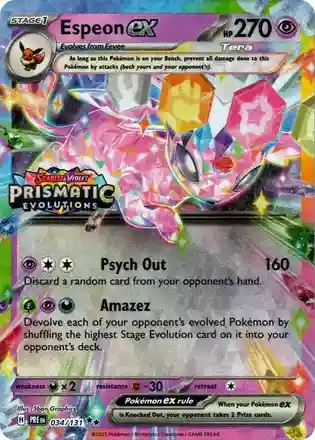 STAGE1
Espeon ex
HP 270
Evolves from Eevee
Tera
As long as this Pokémon is on your Bench, prevent all damage done to this
Pokémon by attacks (both yours and your opponent's).
SCARLET & VIOLET
PRISMATIC
EVOLUTIONS
Psych Out 160
Discard a random card from your opponent's hand.
Amazez
Devolve each of your opponent's evolved Pokémon by
shuffling the highest Stage Evolution card on it into your
opponent's deck.
weakness ×2 resistance -30 retreat
Illus. 5ban Graphics
Pokémon ex rule
When your Pokémon ex
is Knocked Out, your opponent takes 2 Prize cards.
H PRE EN 034/131
©2025 Pokémon / Nintendo / Creatures / GAME FREAK